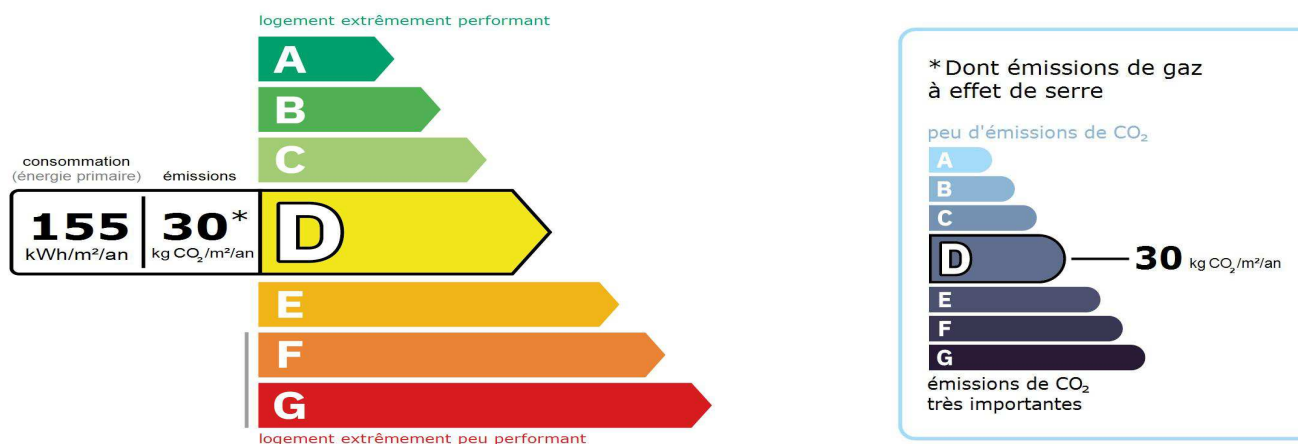 logement extrêmement performant
A
B
C
consommation
(énergie primaire)
émissions
155
kWh/m²/an
30*
kg CO₂/m²/an
D
E
F
G
logement extrêmement peu performant
*Dont émissions de gaz
à effet de serre
peu d'émissions de CO₂
A
B
C
D
30 kg CO₂/m²/an
E
F
G
émissions de CO₂
très importantes